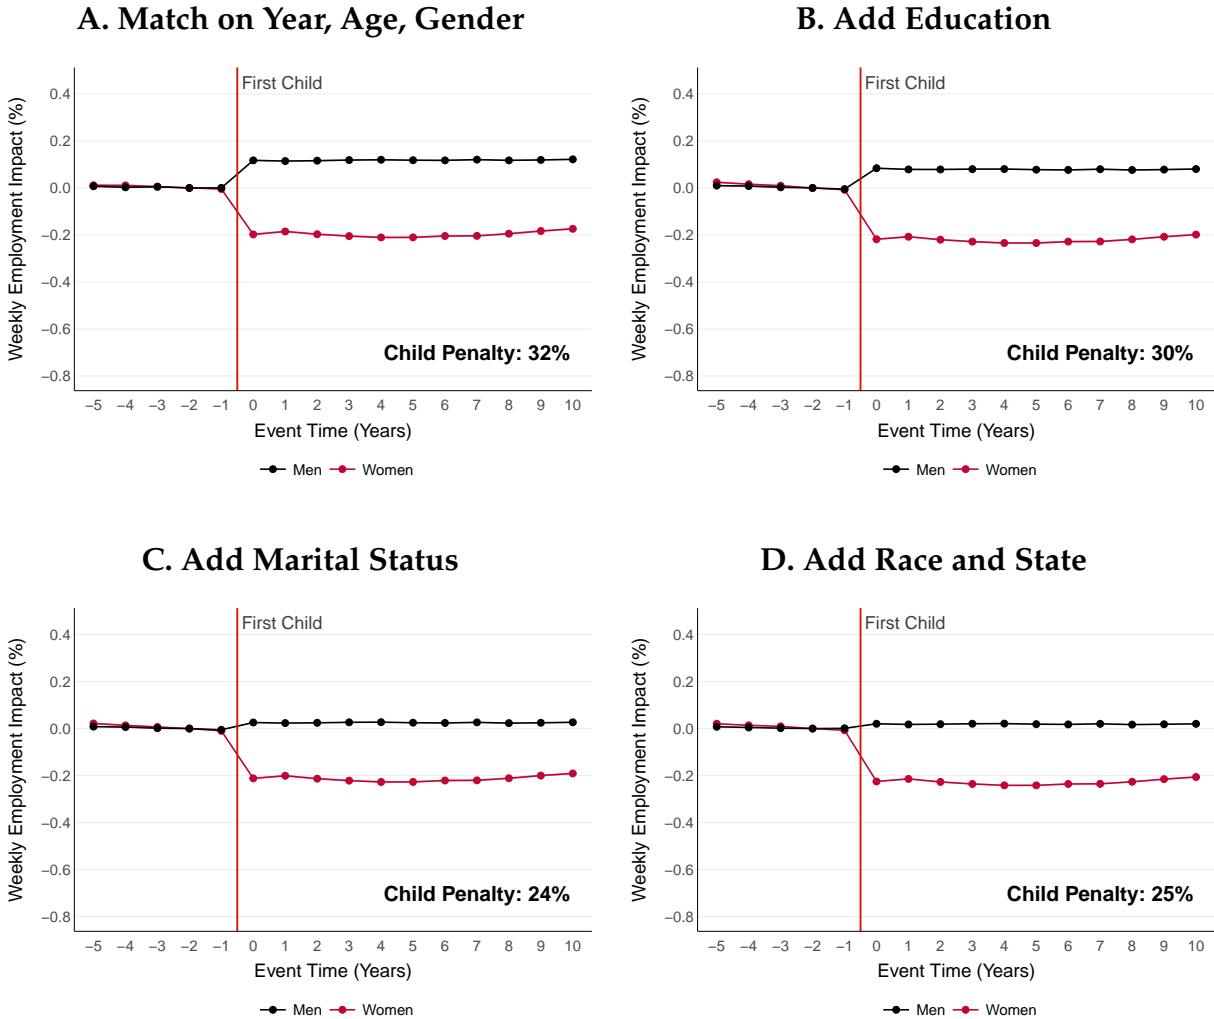 A. Match on Year, Age, Gender
Weekly Employment Impact (%)
0.4
0.2
0.0
−0.2
−0.4
−0.6
−0.8
First Child
Child Penalty: 32%
−5 −4 −3 −2 −1 0 1 2 3 4 5 6 7 8 9 10
Event Time (Years)
Men Women
B. Add Education
Weekly Employment Impact (%)
0.4
0.2
0.0
−0.2
−0.4
−0.6
−0.8
First Child
Child Penalty: 30%
−5 −4 −3 −2 −1 0 1 2 3 4 5 6 7 8 9 10
Event Time (Years)
Men Women
C. Add Marital Status
Weekly Employment Impact (%)
0.4
0.2
0.0
−0.2
−0.4
−0.6
−0.8
First Child
Child Penalty: 24%
−5 −4 −3 −2 −1 0 1 2 3 4 5 6 7 8 9 10
Event Time (Years)
Men Women
D. Add Race and State
Weekly Employment Impact (%)
0.4
0.2
0.0
−0.2
−0.4
−0.6
−0.8
First Child
Child Penalty: 25%
−5 −4 −3 −2 −1 0 1 2 3 4 5 6 7 8 9 10
Event Time (Years)
Men Women